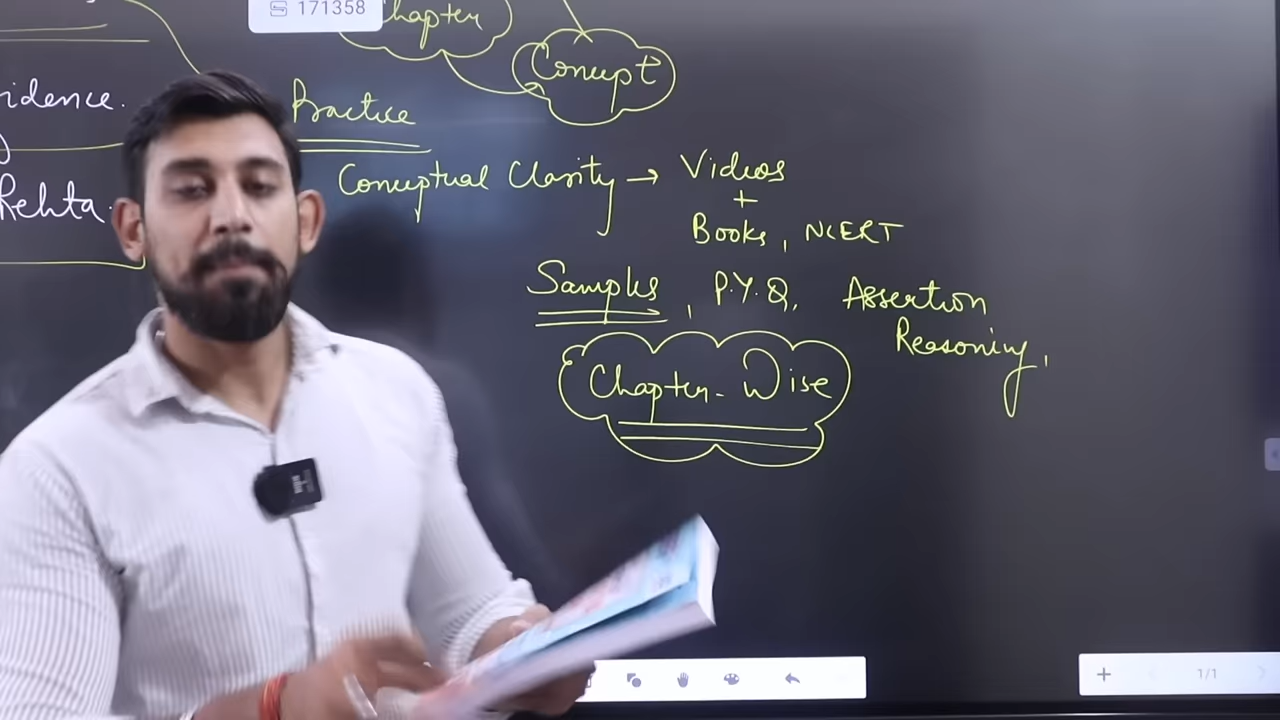 171358
Chapter
Concept
idence.
Practice
Conceptual Clarity → Videos
+
Books, NCERT
Rehta.
Samples, P.Y.Q, Assertion
Reasoning,
Chapter-Wise
1/1